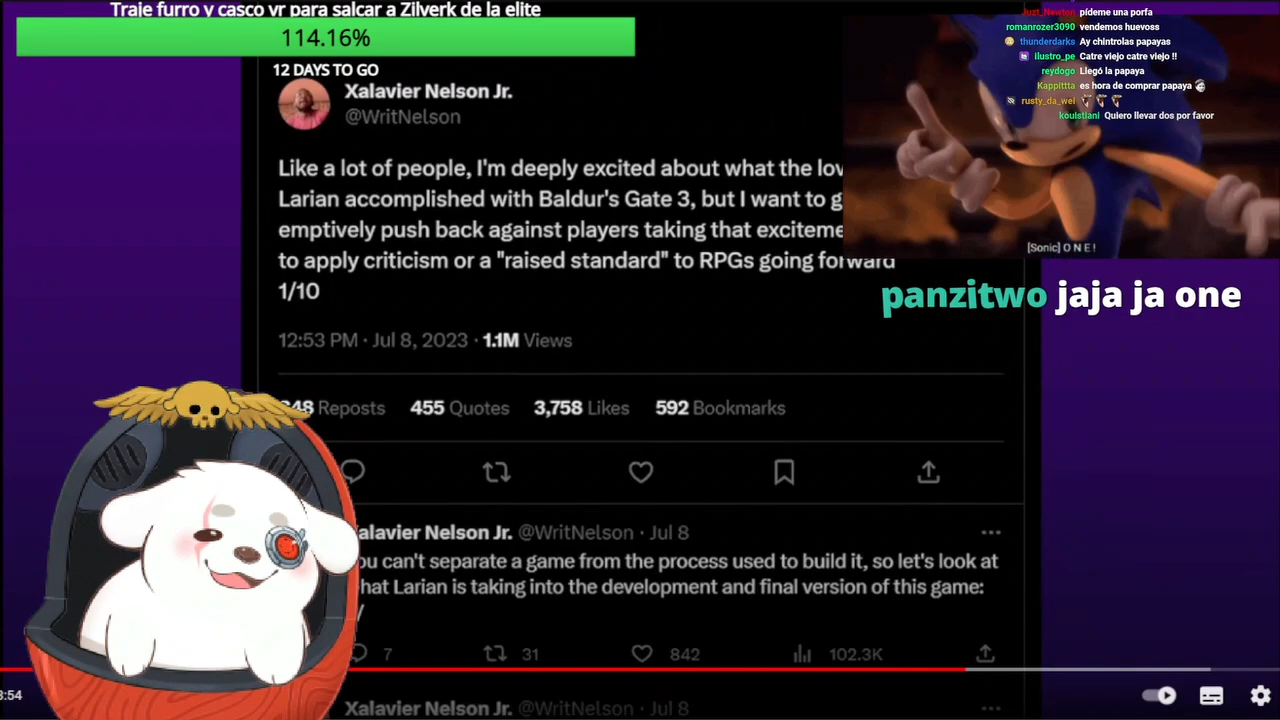 Traje furro y casco vr para salcar a Zilverk de la elite
114.16%
12 DAYS TO GO
Xalavier Nelson Jr.
@WritNelson
Like a lot of people, I'm deeply excited about what the lov
Larian accomplished with Baldur's Gate 3, but I want to g
emptively push back against players taking that exciteme
to apply criticism or a "raised standard" to RPGs going forward
1/10
12:53 PM · Jul 8, 2023 · 1.1M Views
648 Reposts 455 Quotes 3,758 Likes 592 Bookmarks
alavier Nelson Jr. @WritNelson · Jul 8
ou can't separate a game from the process used to build it, so let's look at
hat Larian is taking into the development and final version of this game:
/
7 31 842 102.3K
Xalavier Nelson Jr. @WritNelson · Jul 8
3:54
Juzt_Newton pídeme una porfa
romanrozer3090 vendemos huevoss
thunderdarks Ay chintrolas papayas
Ilustro_pe Catre viejo catre viejo !!
reydogo Llegó la papaya
Kappittta es hora de comprar papaya
rusty_da_wei
kouistiani Quiero llevar dos por favor
[Sonic] O N E !
panzitwo jaja ja one